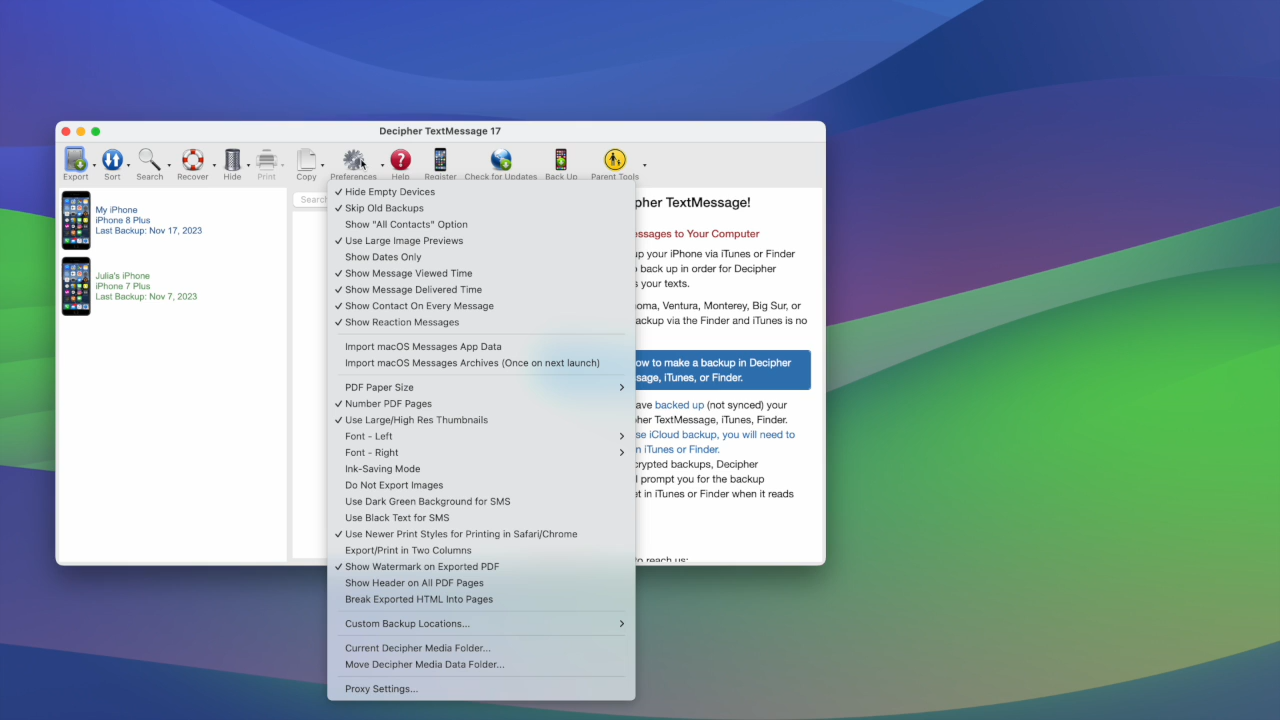 Decipher TextMessage 17
Export Sort Search Recover Hide Print Copy Preferences Help Register Check for Updates Back Up Parent Tools
My iPhone
iPhone 8 Plus
Last Backup: Nov 17, 2023
Julia's iPhone
iPhone 7 Plus
Last Backup: Nov 7, 2023
Search
Hide Empty Devices
Skip Old Backups
Show "All Contacts" Option
Use Large Image Previews
Show Dates Only
Show Message Viewed Time
Show Message Delivered Time
Show Contact On Every Message
Show Reaction Messages
Import macOS Messages App Data
Import macOS Messages Archives (Once on next launch)
PDF Paper Size
Number PDF Pages
Use Large/High Res Thumbnails
Font - Left
Font - Right
Ink-Saving Mode
Do Not Export Images
Use Dark Green Background for SMS
Use Black Text for SMS
Use Newer Print Styles for Printing in Safari/Chrome
Export/Print in Two Columns
Show Watermark on Exported PDF
Show Header on All PDF Pages
Break Exported HTML Into Pages
Custom Backup Locations...
Current Decipher Media Folder...
Move Decipher Media Data Folder...
Proxy Settings...
pher TextMessage!
essages to Your Computer
up your iPhone via iTunes or Finder
back up in order for Decipher
s your texts.
oma, Ventura, Monterey, Big Sur, or
ackup via the Finder and iTunes is no
ow to make a backup in Decipher
sage, iTunes, or Finder.
ave backed up (not synced) your
her TextMessage, iTunes, Finder.
se iCloud backup, you will need to
n iTunes or Finder.
crypted backups, Decipher
l prompt you for the backup
et in iTunes or Finder when it reads
to reach us: